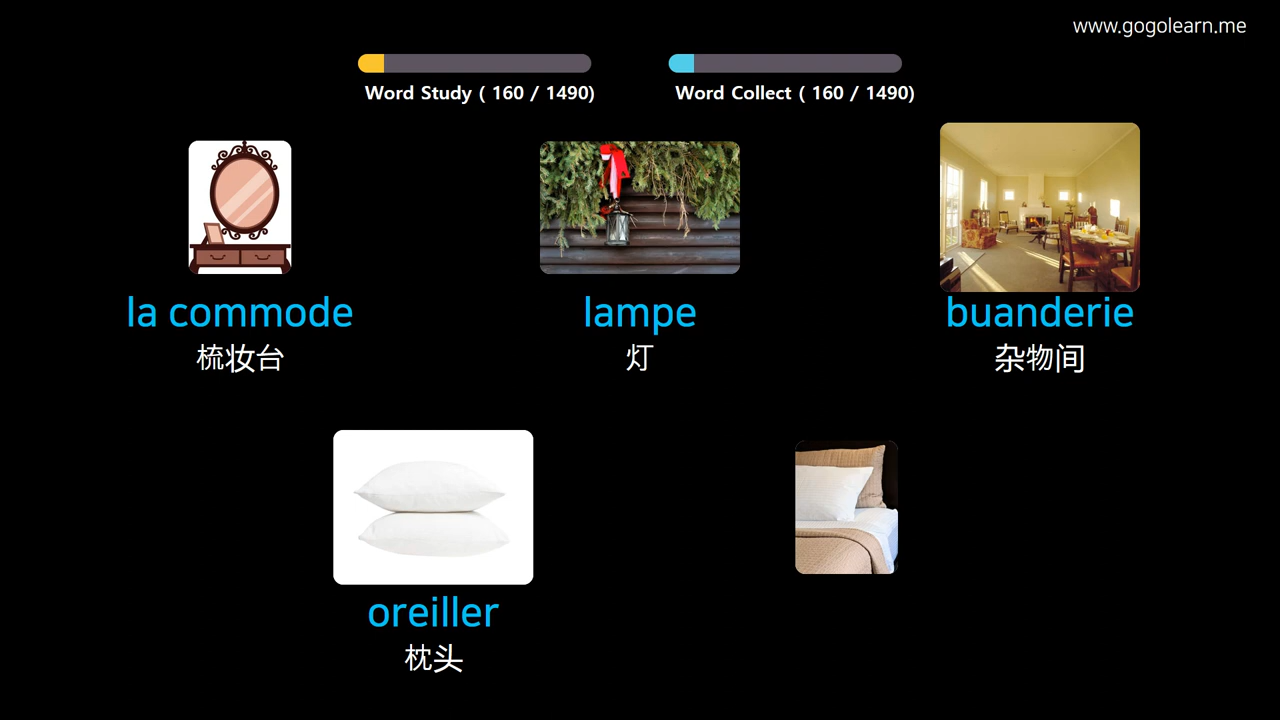 www.gogolearn.me
Word Study ( 160 / 1490)
Word Collect ( 160 / 1490)
la commode
梳妆台
lampe
灯
buanderie
杂物间
oreiller
枕头